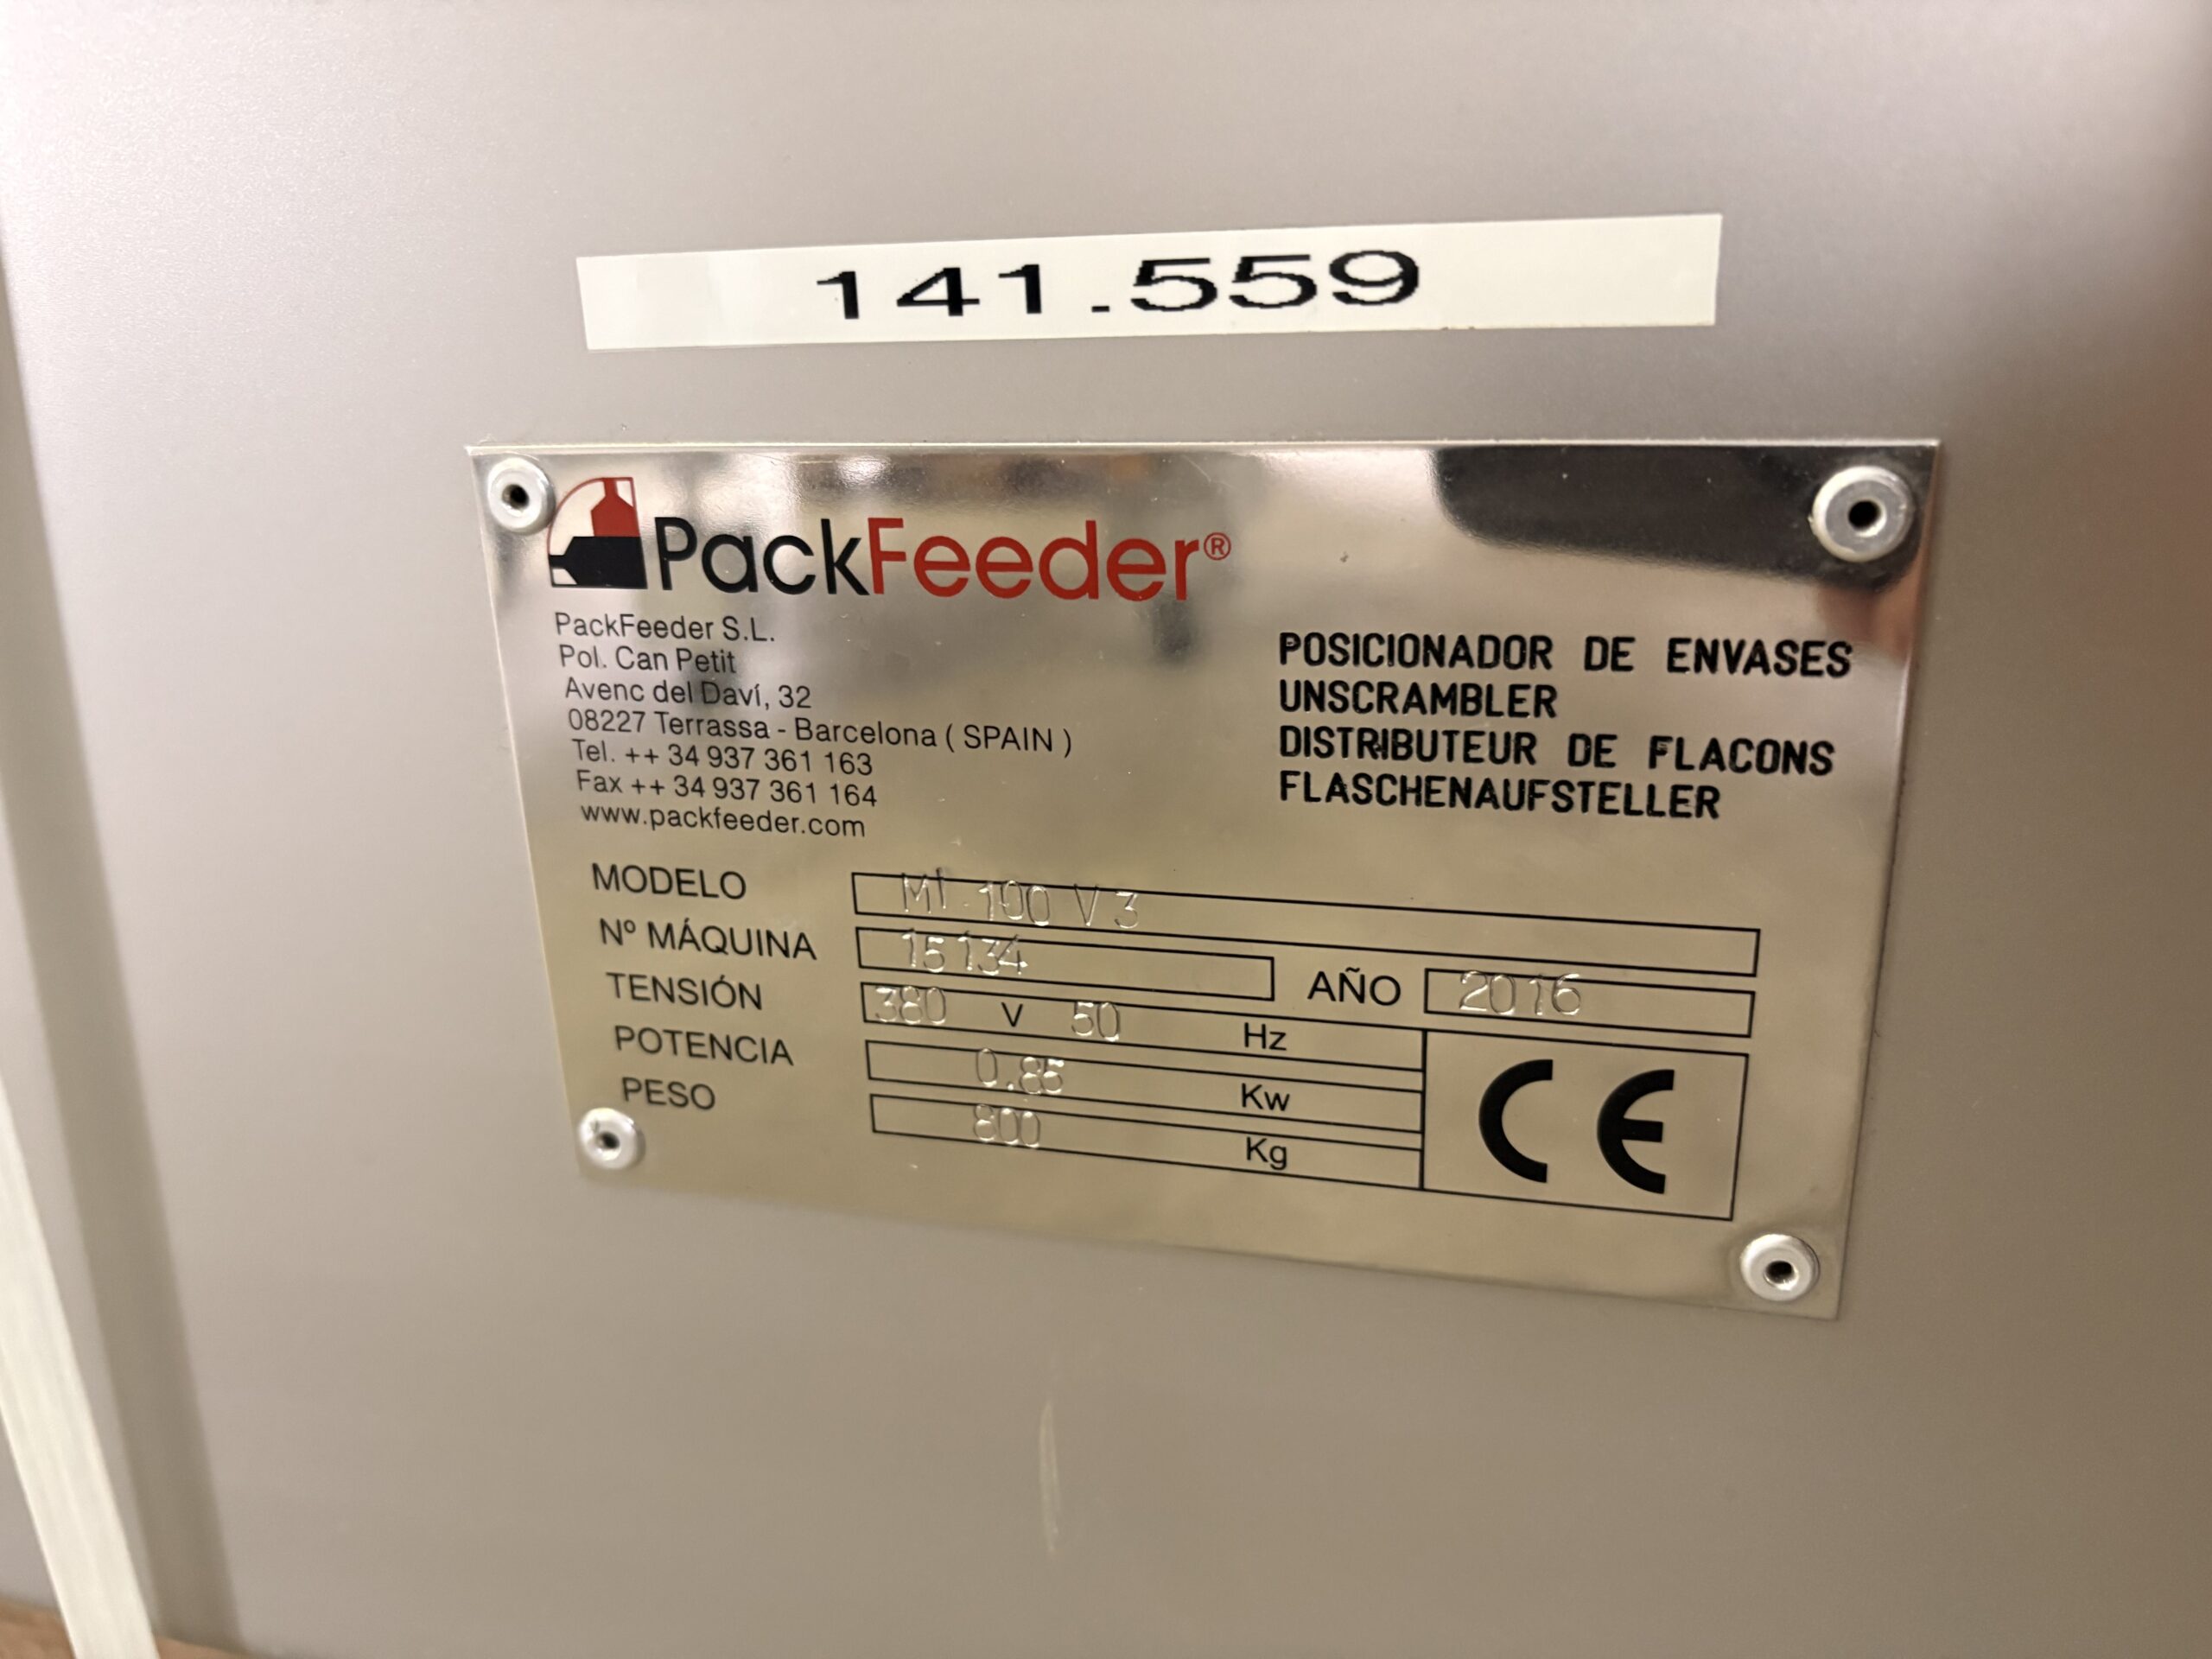 141.559
PackFeeder®
PackFeeder S.L.
Pol. Can Petit
Avenc del Daví, 32
08227 Terrassa - Barcelona ( SPAIN )
Tel. ++ 34 937 361 163
Fax ++ 34 937 361 164
www.packfeeder.com
POSICIONADOR DE ENVASES
UNSCRAMBLER
DISTRIBUTEUR DE FLACONS
FLASCHENAUFSTELLER
MODELO 100 V3
Nº MÁQUINA 15134 AÑO 2016
TENSIÓN 380 V 50 Hz
POTENCIA 0.85 Kw
PESO 800 Kg
CE